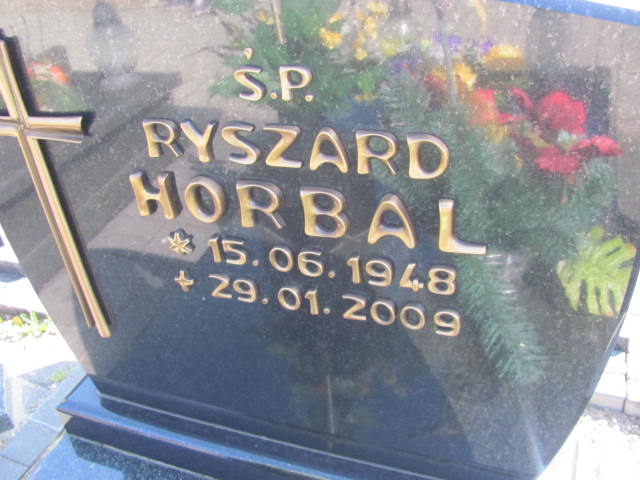 Ś.P.
RYSZARD
HORBAL
* 15.06.1948
+ 29.01.2009